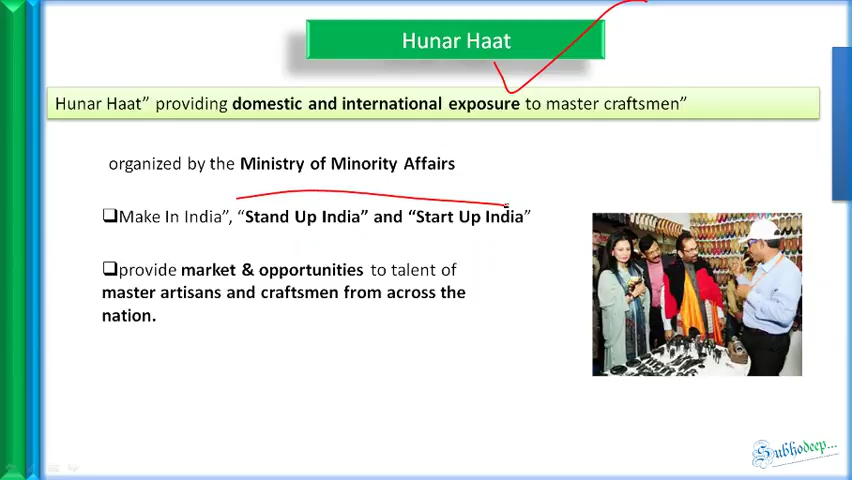 Hunar Haat
Hunar Haat” providing domestic and international exposure to master craftsmen”
organized by the Ministry of Minority Affairs
❑Make In India”, “Stand Up India” and “Start Up India”
❑provide market & opportunities to talent of
master artisans and craftsmen from across the
nation.
Subhodeep...